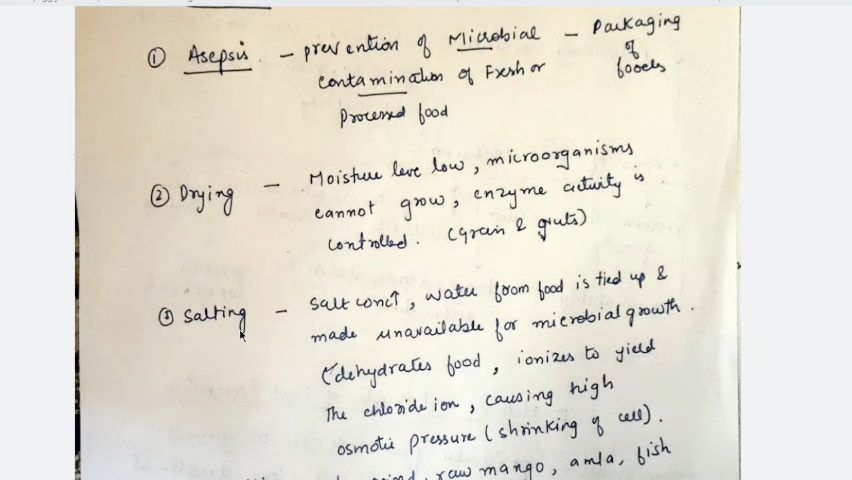 ① Asepsis - prevention of Microbial - Packaging of foods
contamination of Fresh or
Processed food
② Drying - Moisture leve low, microorganisms
cannot grow, enzyme activity is
controlled. (grain &
③ Salting - Salt conc↑, water from food is tied up &
made unavailable for microbial growth.
(dehydrates food, ionizes to yield
The chloride ion, causing high
osmotic pressure (shrinking of cell).
raw mango, amla, fish